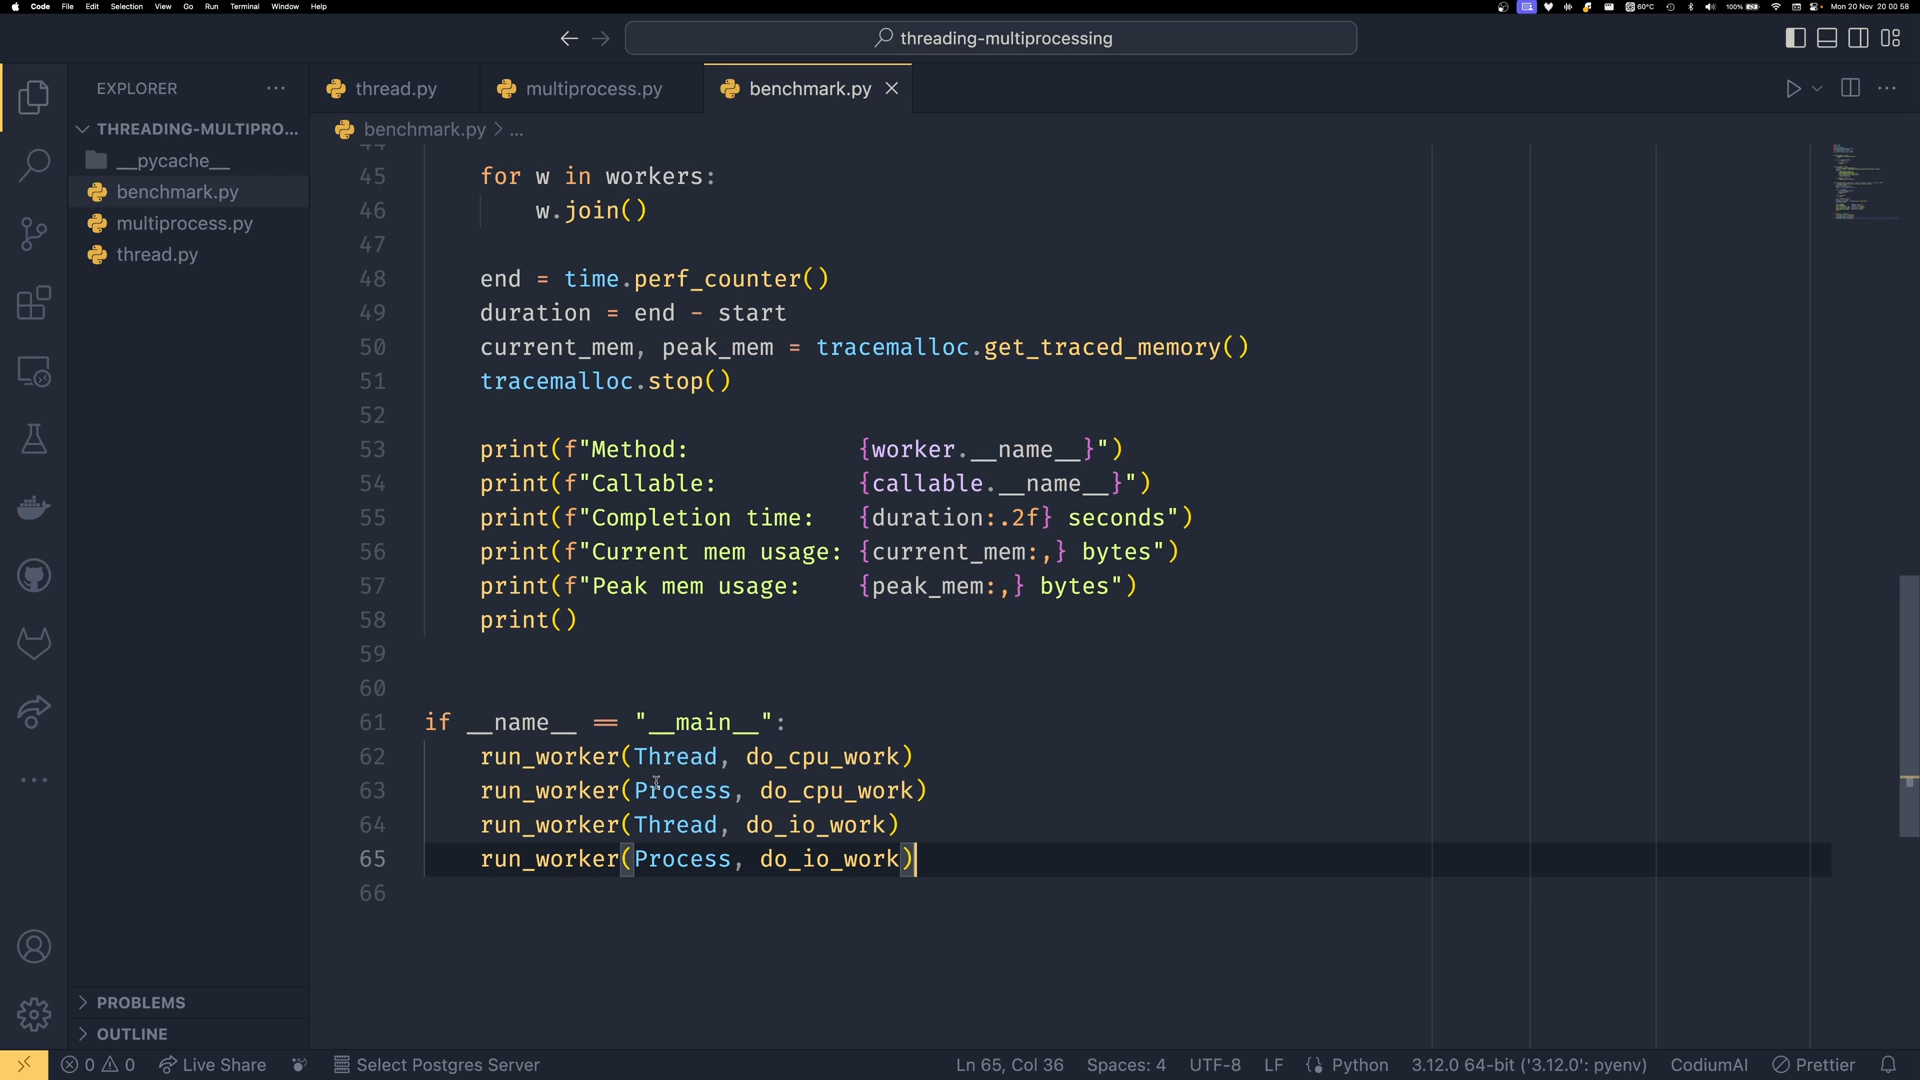 Code File Edit Selection View Go Run Terminal Window Help
60°C 100% Mon 20 Nov 20 00 58
threading-multiprocessing
EXPLORER
THREADING-MULTIPRO...
__pycache__
benchmark.py
multiprocess.py
thread.py
PROBLEMS
OUTLINE
thread.py multiprocess.py benchmark.py
benchmark.py > ...
44
45 for w in workers:
46 w.join()
47
48 end = time.perf_counter()
49 duration = end - start
50 current_mem, peak_mem = tracemalloc.get_traced_memory()
51 tracemalloc.stop()
52
53 print(f"Method:             {worker.__name__}")
54 print(f"Callable:           {callable.__name__}")
55 print(f"Completion time:    {duration:.2f} seconds")
56 print(f"Current mem usage: {current_mem:,} bytes")
57 print(f"Peak mem usage:    {peak_mem:,} bytes")
58 print()
59
60
61 if __name__ == "__main__":
62 run_worker(Thread, do_cpu_work)
63 run_worker(Process, do_cpu_work)
64 run_worker(Thread, do_io_work)
65 run_worker(Process, do_io_work)
66
0 0 Live Share Select Postgres Server Ln 65, Col 36 Spaces: 4 UTF-8 LF Python 3.12.0 64-bit ('3.12.0': pyenv) CodiumAI Prettier